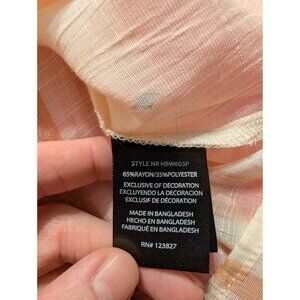 STYLE NR HBW603P
65%RAYON/35%POLYESTER
EXCLUSIVE OF DECORATION
EXCLUYENDO LA DECORACION
EXCLUSIF DE DÉCORATION
MADE IN BANGLADESH
HECHO EN BANGLADESH
FABRIQUÉ EN BANGLADESH
RN# 123827